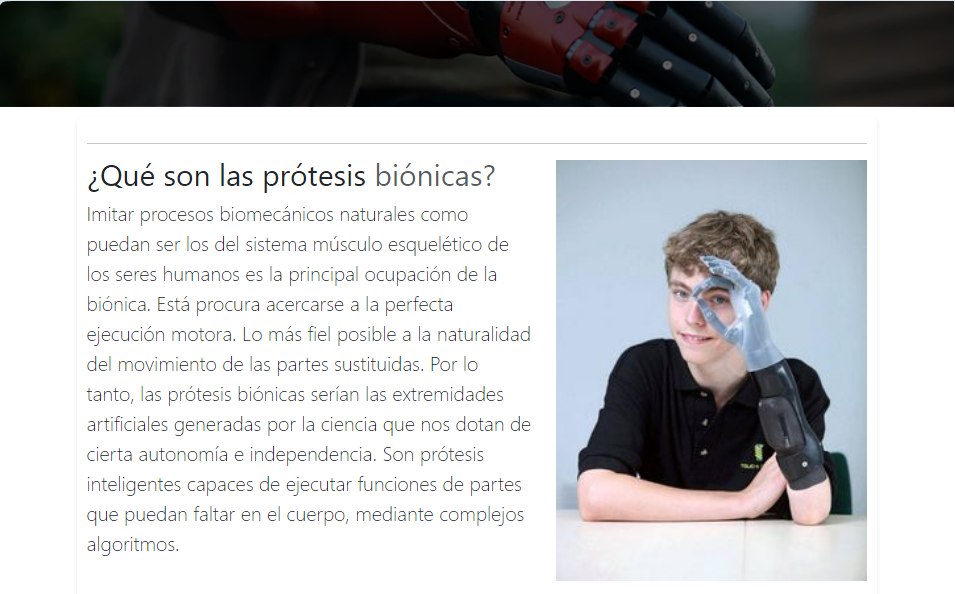 ¿Qué son las prótesis biónicas?
Imitar procesos biomecánicos naturales como
puedan ser los del sistema músculo esquelético de
los seres humanos es la principal ocupación de la
biónica. Está procura acercarse a la perfecta
ejecución motora. Lo más fiel posible a la naturalidad
del movimiento de las partes sustituidas. Por lo
tanto, las prótesis biónicas serían las extremidades
artificiales generadas por la ciencia que nos dotan de
cierta autonomía e independencia. Son prótesis
inteligentes capaces de ejecutar funciones de partes
que puedan faltar en el cuerpo, mediante complejos
algoritmos.
TOUCH